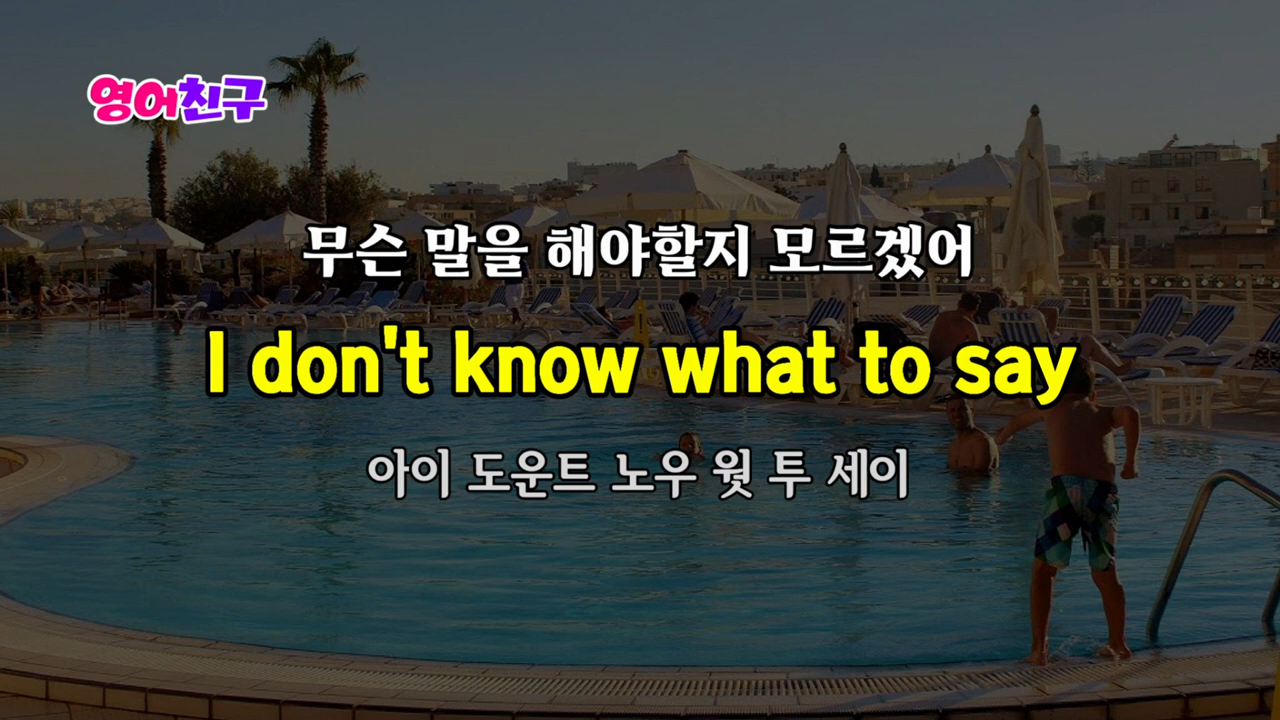 영어친구
무슨 말을 해야할지 모르겠어
I don't know what to say
아이 도운트 노우 웟 투 세이